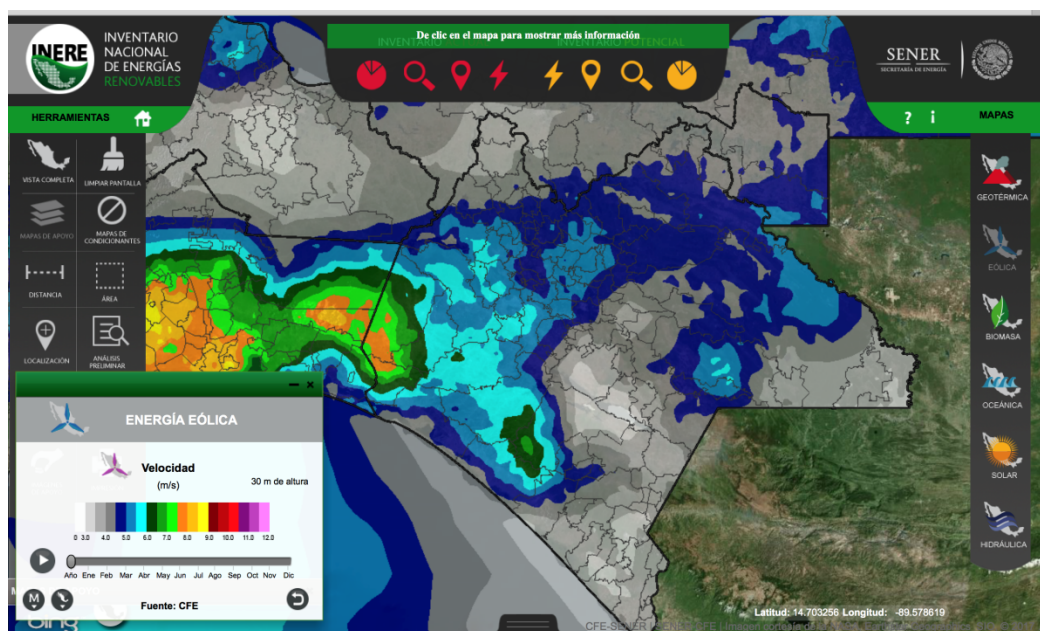 INERE
INVENTARIO
NACIONAL
DE ENERGÍAS
RENOVABLES
De clic en el mapa para mostrar más información
INVENTARIO
INVENTARIO POTENCIAL
SENER
SECRETARÍA DE ENERGÍA
HERRAMIENTAS
? i
MAPAS
VISTA COMPLETA
LIMPIAR PANTALLA
MAPAS DE APOYO
MAPAS DE
CONDICIONANTES
DISTANCIA
ÁREA
LOCALIZACIÓN
ANÁLISIS
PRELIMINAR
GEOTÉRMICA
EÓLICA
BIOMASA
OCEÁNICA
SOLAR
HIDRÁULICA
ENERGÍA EÓLICA
Velocidad
(m/s)
30 m de altura
0 3.0 4.0 5.0 6.0 7.0 8.0 9.0 10.0 11.0 12.0
Año Ene Feb Mar Abr May Jun Jul Ago Sep Oct Nov Dic
M
Fuente: CFE
bing
Latitud: 14.703256 Longitud: -89.578619